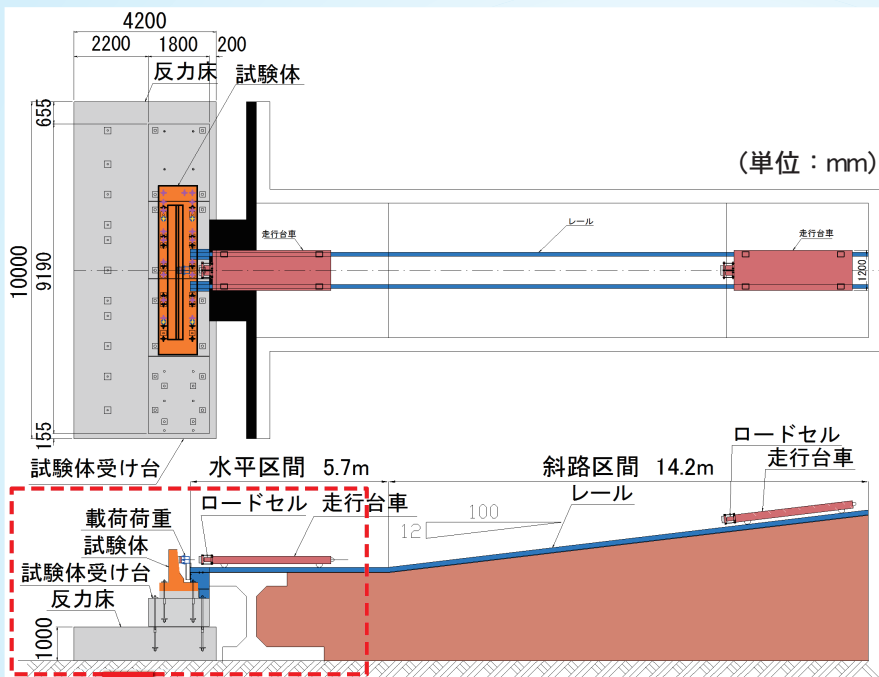 4200
2200 1800 200
反力床 試験体
(単位：mm)
655
走行台車 レール 走行台車
10000
9190
1200
155
試験体受け台
水平区間 5.7m 斜路区間 14.2m
ロードセル
走行台車
レール
ロードセル 走行台車
載荷荷重
100
12
試験体
試験体受け台
反力床
1000